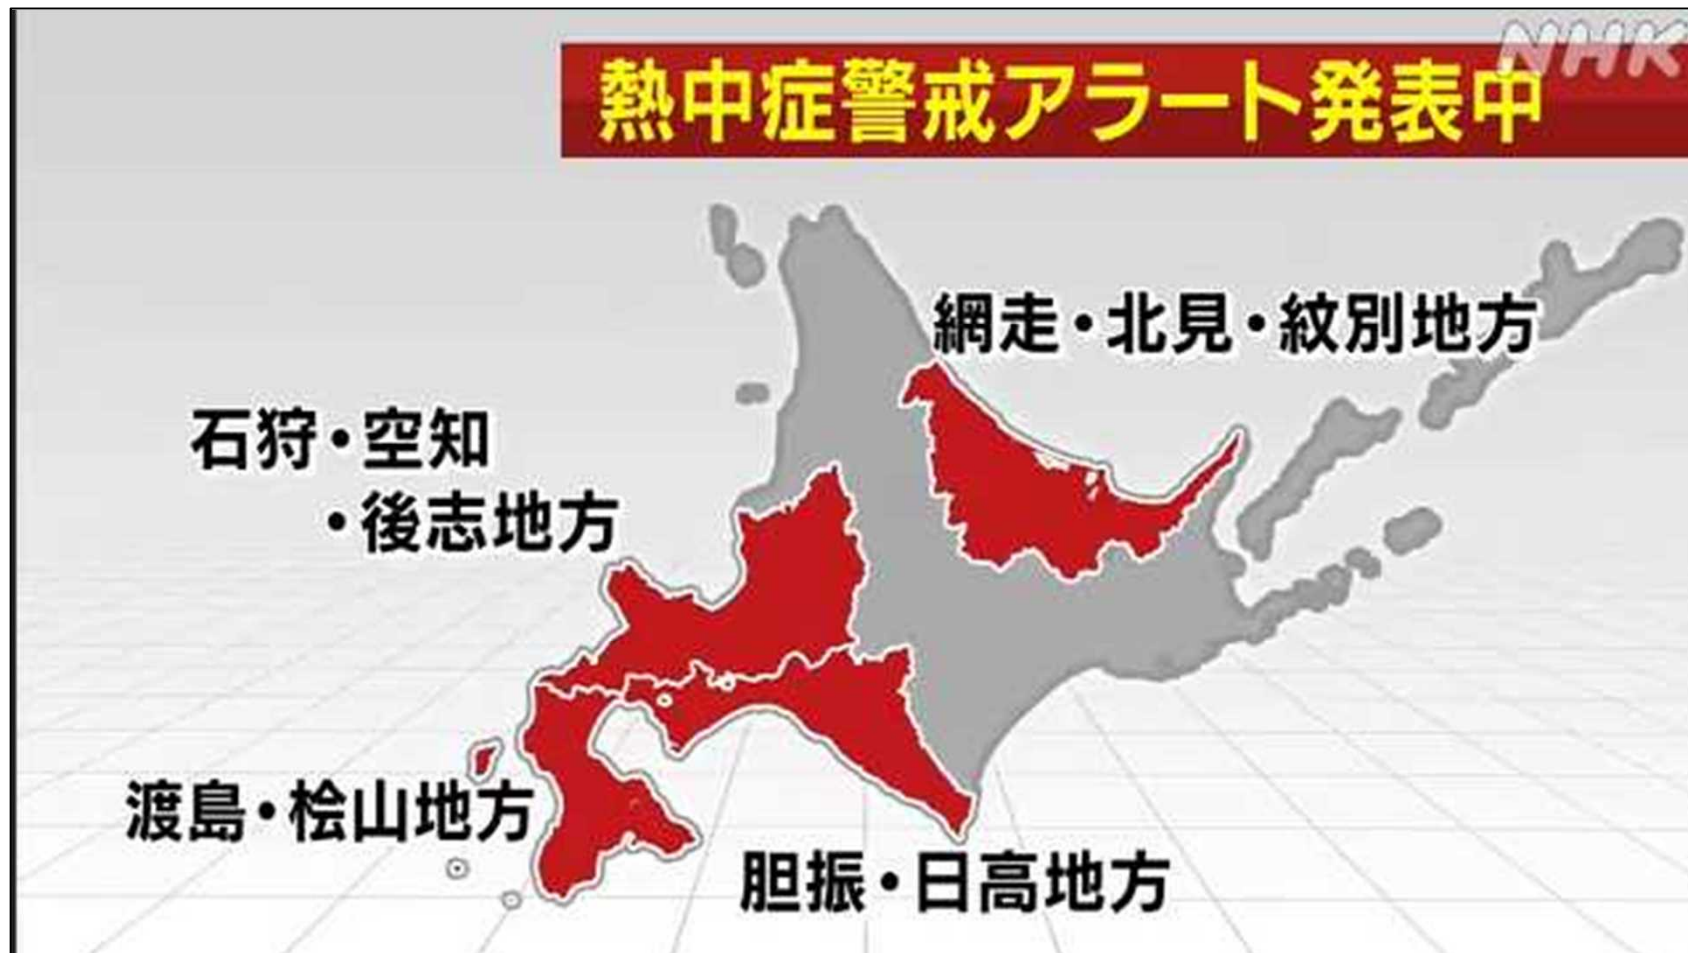 NHK
熱中症警戒アラート発表中
網走・北見・紋別地方
石狩・空知
・後志地方
渡島・桧山地方
胆振・日高地方